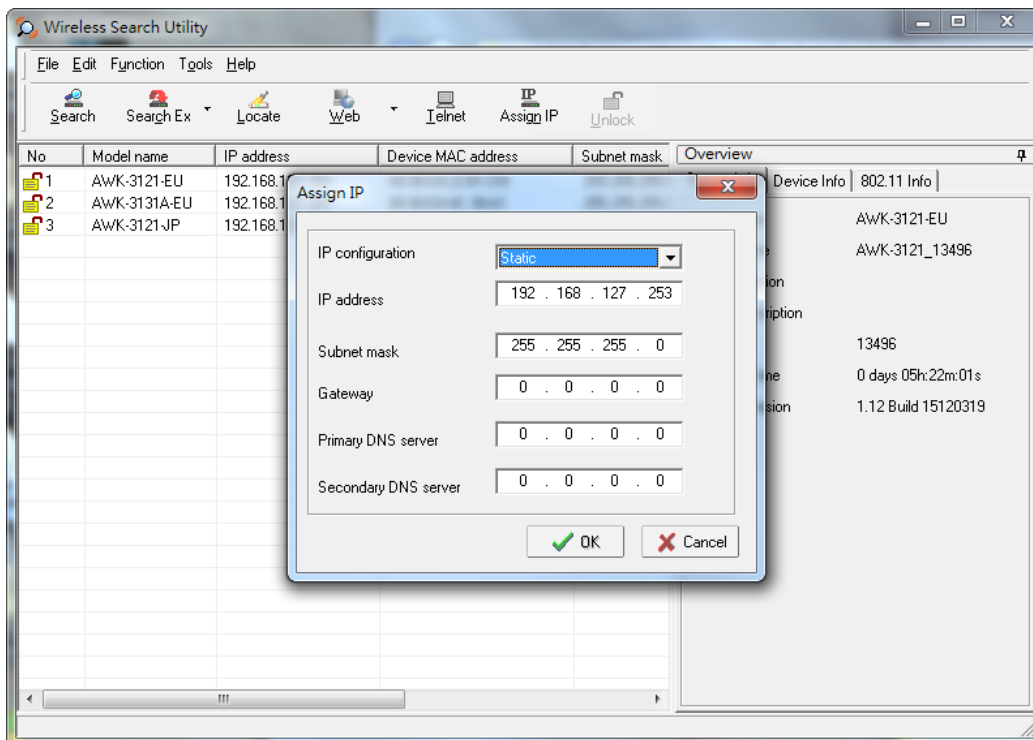 Wireless Search Utility
File Edit Function Tools Help
Search Search Ex Locate Web Telnet Assign IP Unlock
No Model name IP address Device MAC address Subnet mask Overview
Device Info 802.11 Info
1 AWK-3121-EU 192.168.1
2 AWK-3131A-EU 192.168.1
3 AWK-3121-JP 192.168.1
AWK-3121-EU
AWK-3121_13496
ion
ription
13496
me 0 days 05h:22m:01s
sion 1.12 Build 15120319
Assign IP
IP configuration Static
IP address 192 . 168 . 127 . 253
Subnet mask 255 . 255 . 255 . 0
Gateway 0 . 0 . 0 . 0
Primary DNS server 0 . 0 . 0 . 0
Secondary DNS server 0 . 0 . 0 . 0
OK Cancel